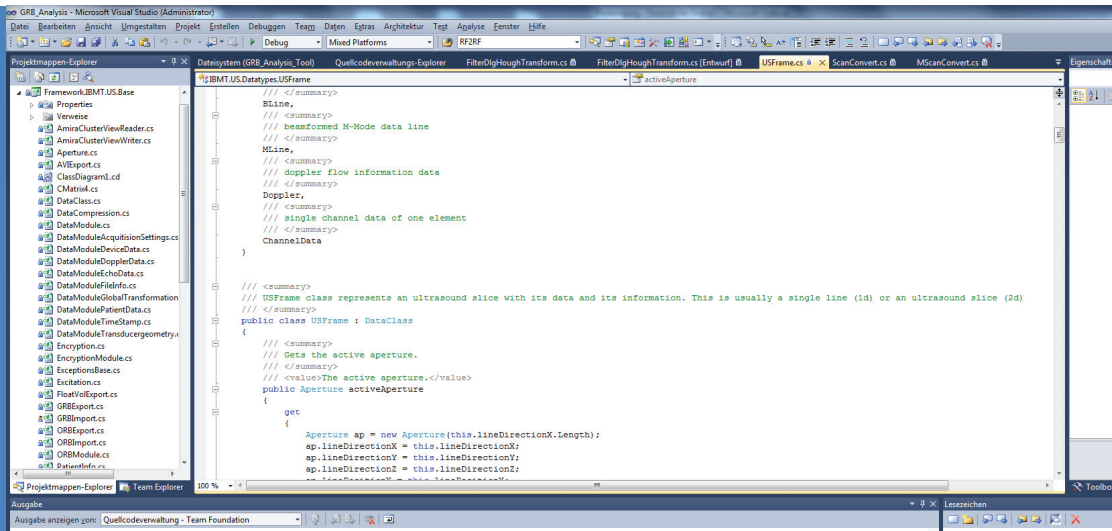 GRB_Analysis - Microsoft Visual Studio (Administrator)
Datei Bearbeiten Ansicht Umgestalten Projekt Erstellen Debuggen Team Daten Extras Architektur Test Analyse Fenster Hilfe
Debug Mixed Platforms RF2RF
Projektmappen-Explorer
Dateisystem (GRB_Analysis_Tool) Quellcodeverwaltungs-Explorer FilterDlgHoughTransform.cs FilterDlgHoughTransform.cs [Entwurf] USFrame.cs ScanConvert.cs MScanConvert.cs
Eigenschaft
IBMT.US.Datatypes.USFrame
activeAperture
Framework.IBMT.US.Base
Properties
Verweise
AmiraClusterViewReader.cs
AmiraClusterViewWriter.cs
Aperture.cs
AVIExport.cs
ClassDiagram1.cd
CMatrix4.cs
DataClass.cs
DataCompression.cs
DataModule.cs
DataModuleAcquitisionSettings.cs
DataModuleDeviceData.cs
DataModuleDopplerData.cs
DataModuleEchoData.cs
DataModuleFileInfo.cs
DataModuleGlobalTransformation
DataModulePatientData.cs
DataModuleTimeStamp.cs
DataModuleTransducergeometry.c
Encryption.cs
EncryptionModule.cs
ExceptionsBase.cs
Excitation.cs
FloatVolExport.cs
GRBExport.cs
GRBImport.cs
ORBExport.cs
ORBImport.cs
ORBModule.cs
PatientInfo.cs
/// </summary>
BLine,
/// <summary>
/// beamformed M-Mode data line
/// </summary>
MLine,
/// <summary>
/// doppler flow information data
/// </summary>
Doppler,
/// <summary>
/// single channel data of one element
/// </summary>
ChannelData
}
/// <summary>
/// USFrame class represents an ultrasound slice with its data and its information. This is usually a single line (1d) or an ultrasound slice (2d)
/// </summary>
public class USFrame : DataClass
{
/// <summary>
/// Gets the active aperture.
/// </summary>
/// <value>The active aperture.</value>
public Aperture activeAperture
{
get
{
Aperture ap = new Aperture(this.lineDirectionX.Length);
ap.lineDirectionX = this.lineDirectionX;
ap.lineDirectionY = this.lineDirectionY;
ap.lineDirectionZ = this.lineDirectionZ;
Projektmappen-Explorer Team Explorer
100 %
Toolbo
Ausgabe
Lesezeichen
Ausgabe anzeigen von: Quellcodeverwaltung - Team Foundation